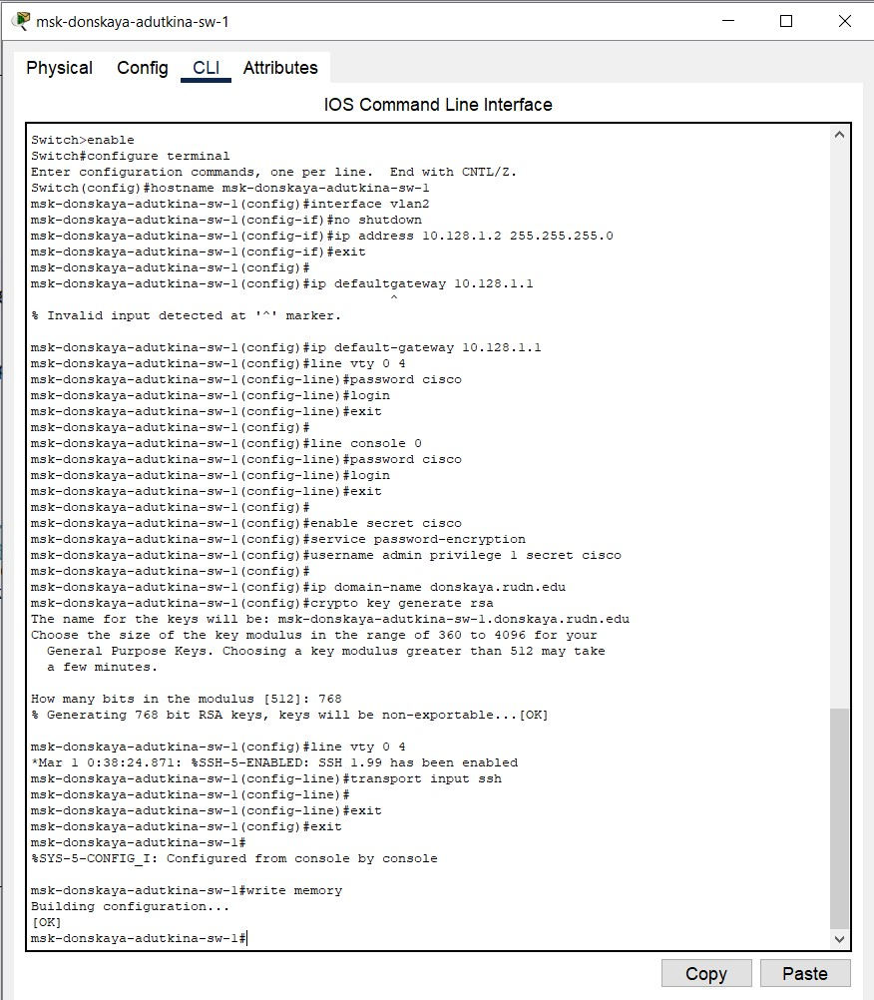 msk-donskaya-adutkina-sw-1
Physical Config CLI Attributes
IOS Command Line Interface
Switch>enable
Switch#configure terminal
Enter configuration commands, one per line.  End with CNTL/Z.
Switch(config)#hostname msk-donskaya-adutkina-sw-1
msk-donskaya-adutkina-sw-1(config)#interface vlan2
msk-donskaya-adutkina-sw-1(config-if)#no shutdown
msk-donskaya-adutkina-sw-1(config-if)#ip address 10.128.1.2 255.255.255.0
msk-donskaya-adutkina-sw-1(config-if)#exit
msk-donskaya-adutkina-sw-1(config)#
msk-donskaya-adutkina-sw-1(config)#ip defaultgateway 10.128.1.1
^
% Invalid input detected at '^' marker.
msk-donskaya-adutkina-sw-1(config)#ip default-gateway 10.128.1.1
msk-donskaya-adutkina-sw-1(config)#line vty 0 4
msk-donskaya-adutkina-sw-1(config-line)#password cisco
msk-donskaya-adutkina-sw-1(config-line)#login
msk-donskaya-adutkina-sw-1(config-line)#exit
msk-donskaya-adutkina-sw-1(config)#
msk-donskaya-adutkina-sw-1(config)#line console 0
msk-donskaya-adutkina-sw-1(config-line)#password cisco
msk-donskaya-adutkina-sw-1(config-line)#login
msk-donskaya-adutkina-sw-1(config-line)#exit
msk-donskaya-adutkina-sw-1(config)#
msk-donskaya-adutkina-sw-1(config)#enable secret cisco
msk-donskaya-adutkina-sw-1(config)#service password-encryption
msk-donskaya-adutkina-sw-1(config)#username admin privilege 1 secret cisco
msk-donskaya-adutkina-sw-1(config)#
msk-donskaya-adutkina-sw-1(config)#ip domain-name donskaya.rudn.edu
msk-donskaya-adutkina-sw-1(config)#crypto key generate rsa
The name for the keys will be: msk-donskaya-adutkina-sw-1.donskaya.rudn.edu
Choose the size of the key modulus in the range of 360 to 4096 for your
General Purpose Keys. Choosing a key modulus greater than 512 may take
a few minutes.
How many bits in the modulus [512]: 768
% Generating 768 bit RSA keys, keys will be non-exportable...[OK]
msk-donskaya-adutkina-sw-1(config)#line vty 0 4
*Mar 1 0:38:24.871: %SSH-5-ENABLED: SSH 1.99 has been enabled
msk-donskaya-adutkina-sw-1(config-line)#transport input ssh
msk-donskaya-adutkina-sw-1(config-line)#
msk-donskaya-adutkina-sw-1(config-line)#exit
msk-donskaya-adutkina-sw-1(config)#exit
msk-donskaya-adutkina-sw-1#
%SYS-5-CONFIG_I: Configured from console by console
msk-donskaya-adutkina-sw-1#write memory
Building configuration...
[OK]
msk-donskaya-adutkina-sw-1#
Copy Paste